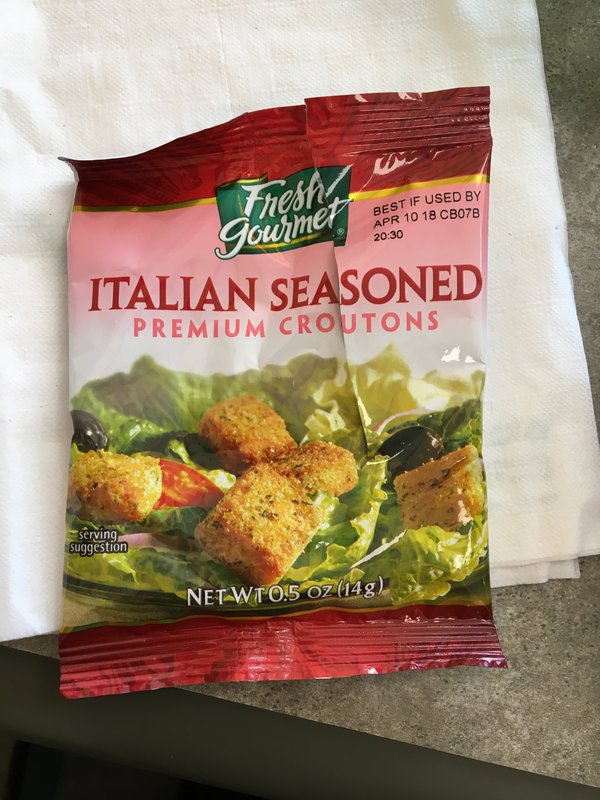 Fresh
Gourmet®
BEST IF USED BY
APR 10 18 CB07B
20:30
ITALIAN SEASONED
PREMIUM CROUTONS
serving
suggestion
NET WT 0.5 OZ (14g)